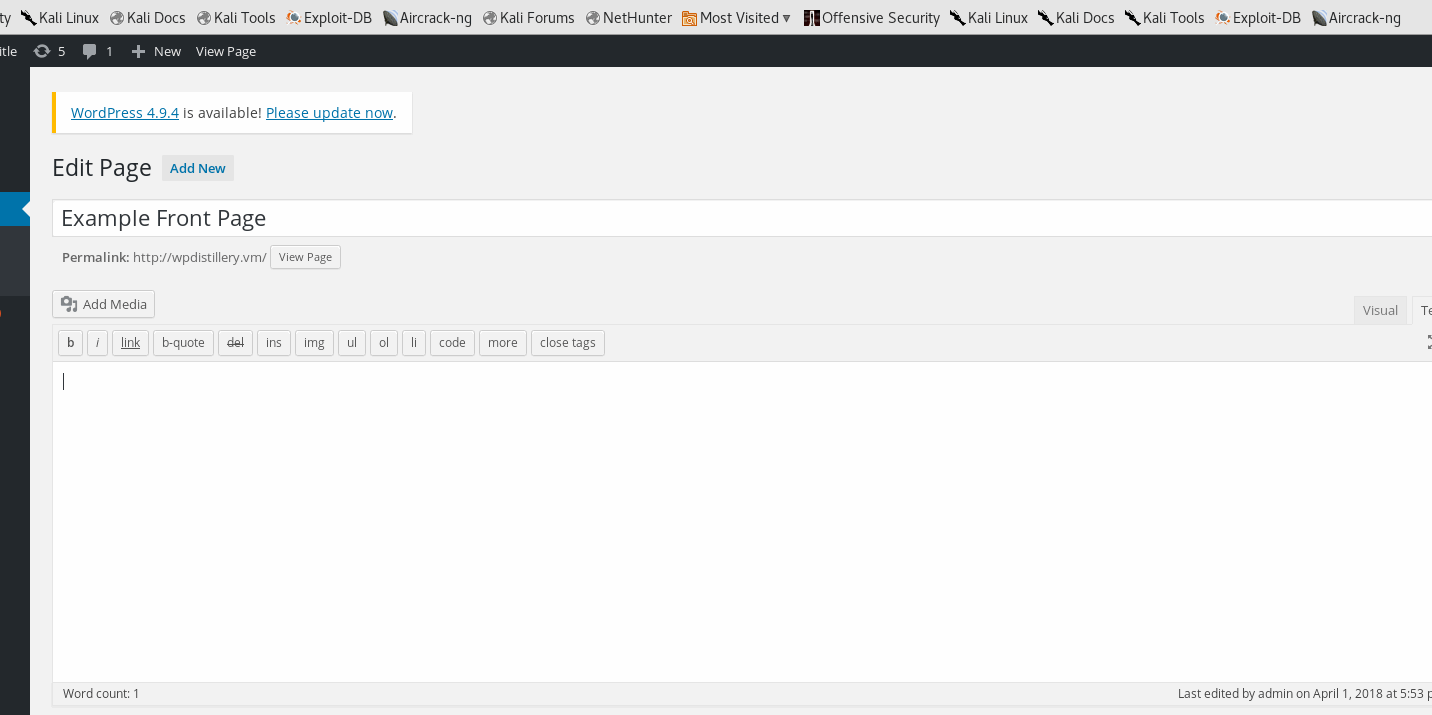 ty Kali Linux Kali Docs Kali Tools Exploit-DB Aircrack-ng Kali Forums NetHunter Most Visited Offensive Security Kali Linux Kali Docs Kali Tools Exploit-DB Aircrack-ng
itle 5 1 New View Page
WordPress 4.9.4 is available! Please update now.
Edit Page Add New
Example Front Page
Permalink: http://wpdistillery.vm/ View Page
Add Media Visual Te
b i link b-quote del ins img ul ol li code more close tags
Word count: 1 Last edited by admin on April 1, 2018 at 5:53 p